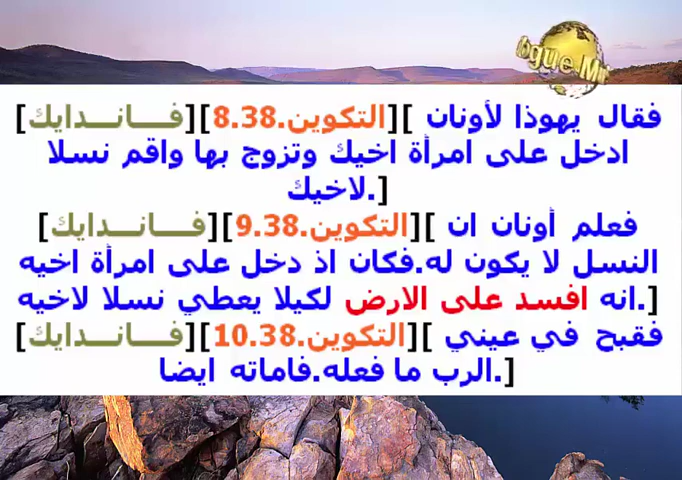 [فـــانـــدايك][التكوين.8.38][ فقال يهوذا لأونان
ادخل على امرأة اخيك وتزوج بها واقم نسلا
لاخيك.]
[فـــانـــدايك][التكوين.9.38][ فعلم أونان ان
النسل لا يكون له.فكان اذ دخل على امرأة اخيه
انه افسد على الارض لكيلا يعطي نسلا لاخيه.]
[فـــانـــدايك][التكوين.10.38][ فقبح في عيني
الرب ما فعله.فاماته ايضا.]